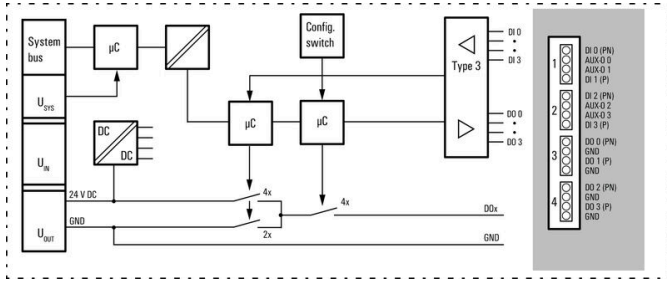 System
bus
µC
Config.
switch
Type 3
DI 0
DI 3
DO 0
DO 3
U SYS
µC
µC
DC
DC
U IN
24 V DC
4x
4x
DOx
GND
2x
GND
U OUT
1
DI 0 (PN)
AUX-O 0
AUX-O 1
DI 1 (P)
2
DI 2 (PN)
AUX-O 2
AUX-O 3
DI 3 (P)
3
DO 0 (PN)
GND
DO 1 (P)
GND
4
DO 2 (PN)
GND
DO 3 (P)
GND